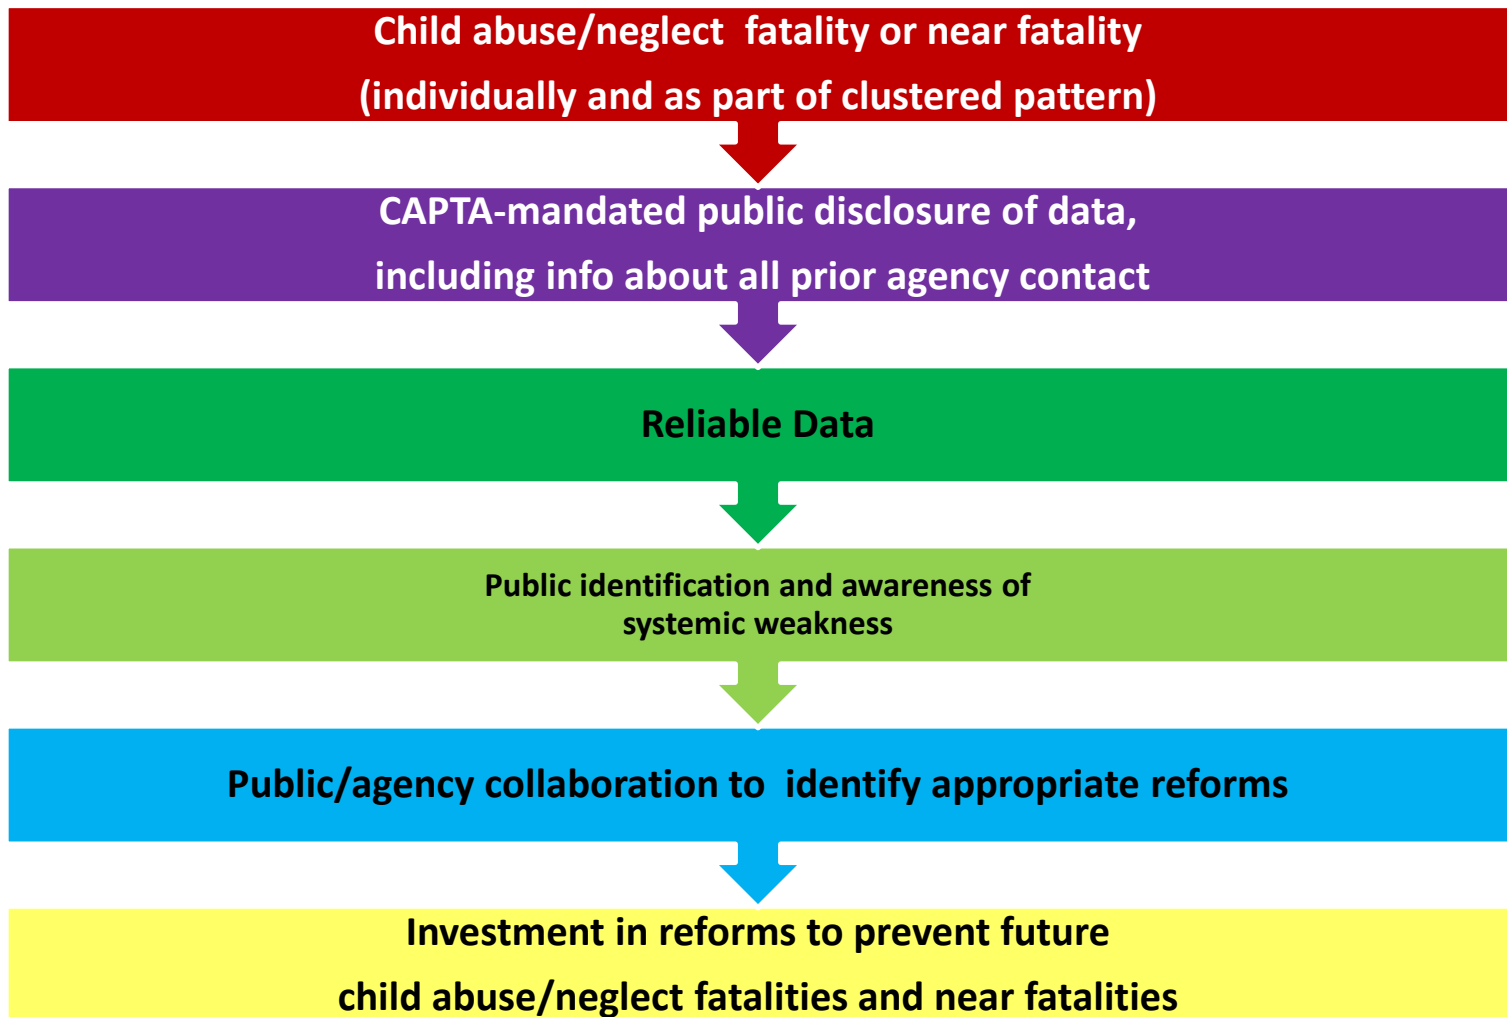 Child abuse/neglect  fatality or near fatality
(individually and as part of clustered pattern)
CAPTA-mandated public disclosure of data,
including info about all prior agency contact
Reliable Data
Public identification and awareness of
systemic weakness
Public/agency collaboration to  identify appropriate reforms
Investment in reforms to prevent future
child abuse/neglect fatalities and near fatalities